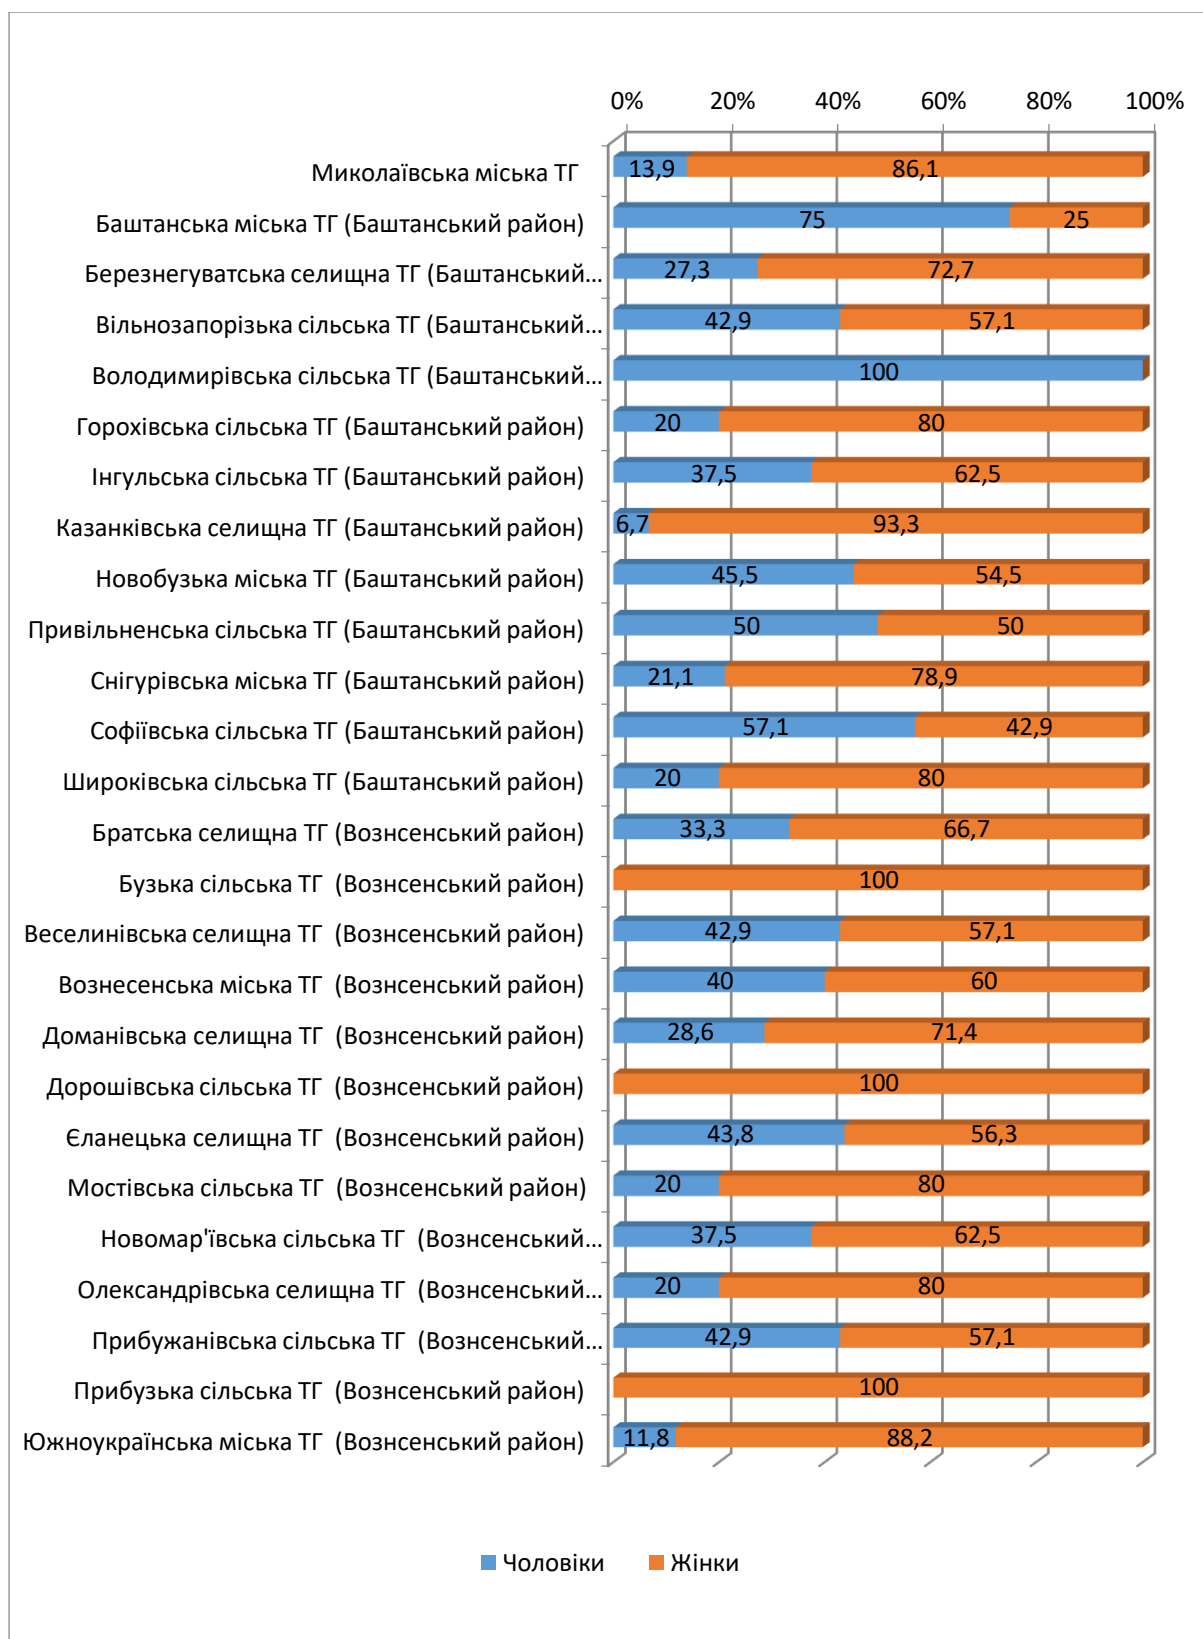 0% 20% 40% 60% 80% 100%
Миколаївська міська ТГ 13,9 86,1
Баштанська міська ТГ (Баштанський район) 75 25
Березнегуватська селищна ТГ (Баштанський... 27,3 72,7
Вільнозапорізька сільська ТГ (Баштанський... 42,9 57,1
Володимирівська сільська ТГ (Баштанський... 100
Горохівська сільська ТГ (Баштанський район) 20 80
Інгульська сільська ТГ (Баштанський район) 37,5 62,5
Казанківська селищна ТГ (Баштанський район) 6,7 93,3
Новобузька міська ТГ (Баштанський район) 45,5 54,5
Привільненська сільська ТГ (Баштанський район) 50 50
Снігурівська міська ТГ (Баштанський район) 21,1 78,9
Софіївська сільська ТГ (Баштанський район) 57,1 42,9
Широківська сільська ТГ (Баштанський район) 20 80
Братська селищна ТГ (Вознсенський район) 33,3 66,7
Бузька сільська ТГ (Вознсенський район) 100
Веселинівська селищна ТГ (Вознсенський район) 42,9 57,1
Вознесенська міська ТГ (Вознсенський район) 40 60
Доманівська селищна ТГ (Вознсенський район) 28,6 71,4
Дорошівська сільська ТГ (Вознсенський район) 100
Єланецька селищна ТГ (Вознсенський район) 43,8 56,3
Мостівська сільська ТГ (Вознсенський район) 20 80
Новомар'ївська сільська ТГ (Вознсенський... 37,5 62,5
Олександрівська селищна ТГ (Вознсенський... 20 80
Прибужанівська сільська ТГ (Вознсенський... 42,9 57,1
Прибузька сільська ТГ (Вознсенський район) 100
Южноукраїнська міська ТГ (Вознсенський район) 11,8 88,2
Чоловіки Жінки